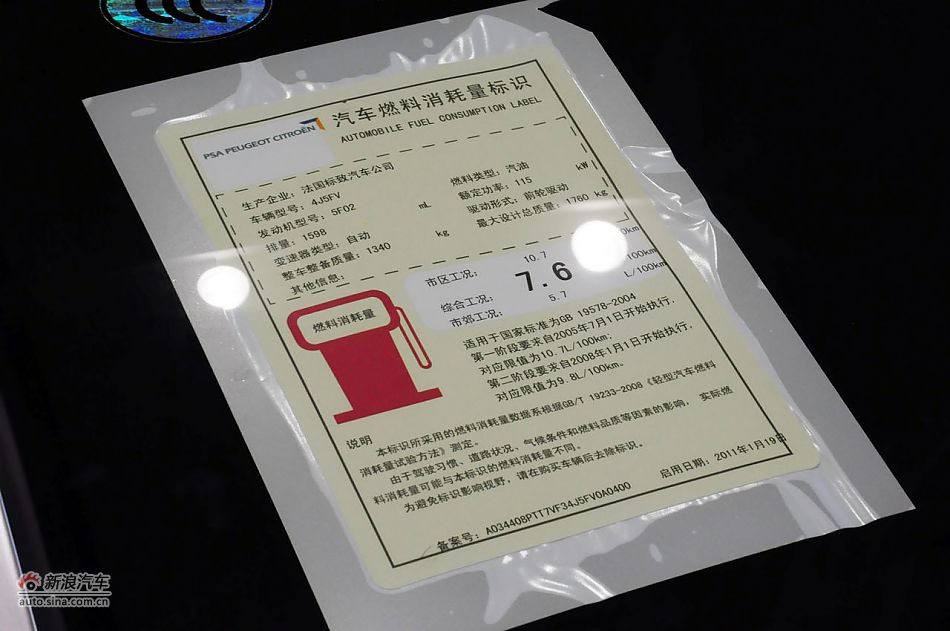 CCC
PSA PEUGEOT CITROËN
汽车燃料消耗量标识
AUTOMOBILE FUEL CONSUMPTION LABEL
生产企业：法国标致汽车公司
车辆型号：4J5FV
发动机型号：5F02
燃料类型：汽油
排量：1598 mL
额定功率：115 kW
变速器类型：自动
驱动形式：前轮驱动
整车整备质量：1340 kg
最大设计总质量：1760 kg
其他信息：
市区工况： 10.7
综合工况： 7.6 /100km
市郊工况： 5.7 L/100km
燃料消耗量
适用于国家标准为GB 19578-2004
第一阶段要求自2005年7月1日开始执行，
对应限值为10.7L/100km；
第二阶段要求自2008年1月1日开始执行，
对应限值为9.8L/100km。
说明
本标识所采用的燃料消耗量数据系根据GB/T 19233-2008《轻型汽车燃料
消耗量试验方法》测定。
由于驾驶习惯、道路状况、气候条件和燃料品质等因素的影响，实际燃
料消耗量可能与本标识的燃料消耗量不同。
为避免标识影响视野，请在购买车辆后去除标识。
备案号：A034408PTT7VF34J5FV0A0400
启用日期：2011年1月19日
新浪汽车
auto.sina.com.cn